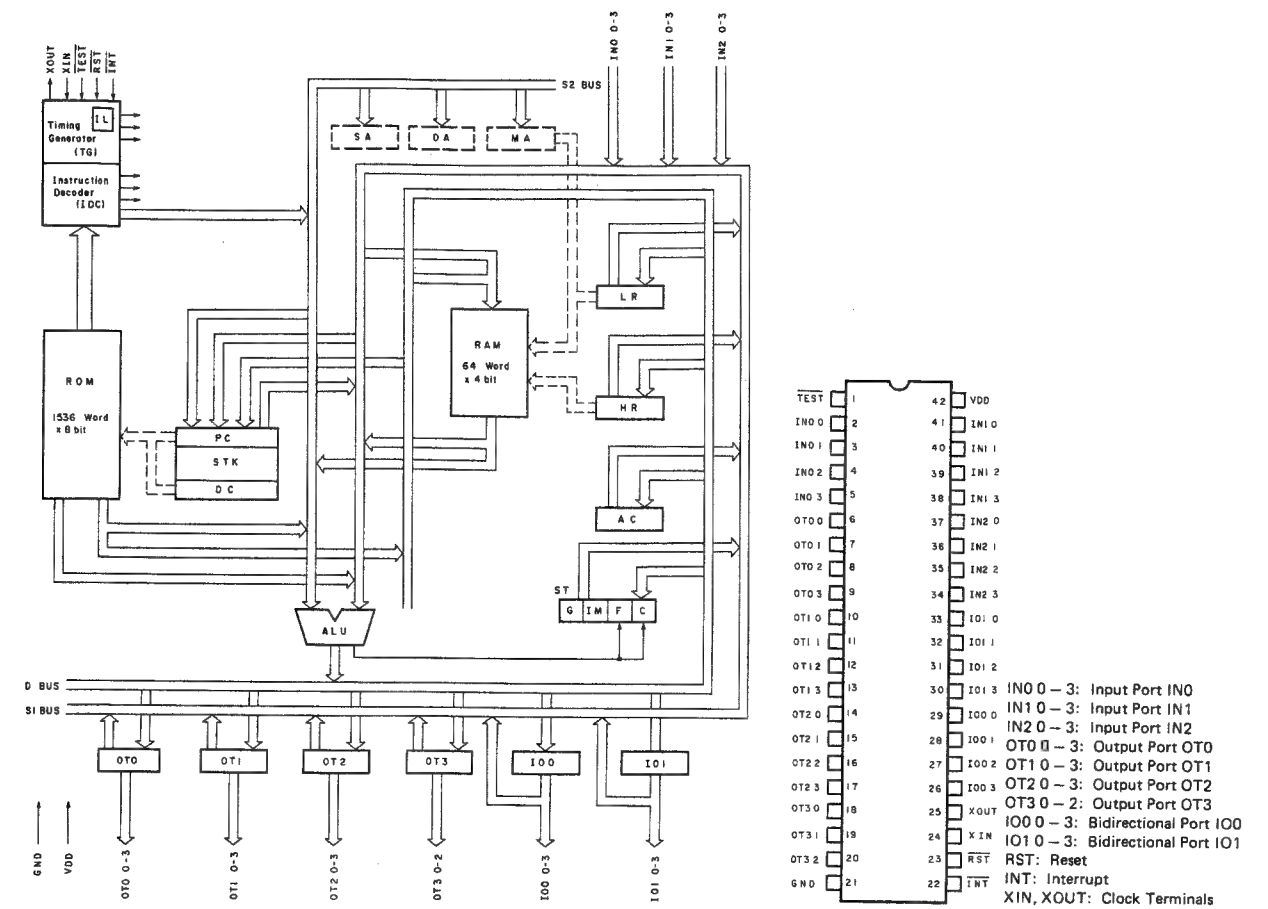 XOUT
XIN
TEST
RST
INT
IN0 0-3
IN1 0-3
IN2 0-3
S2 BUS
Timing
Generator
(TG)
IL
SA
DA
MA
Instruction
Decoder
(IDC)
LR
ROM
1536 Word
x 8 bit
RAM
64 Word
x 4 bit
HR
PC
STK
DC
AC
ST
G
IM
F
C
ALU
D BUS
S1 BUS
OT0
OT1
OT2
OT3
IO0
IO1
GND
VDD
OT0 0-3
OT1 0-3
OT2 0-3
OT3 0-2
IO0 0-3
IO1 0-3
TEST 1 42 VDD
IN0 0 2 41 IN1 0
IN0 1 3 40 IN1 1
IN0 2 4 39 IN1 2
IN0 3 5 38 IN1 3
OT0 0 6 37 IN2 0
OT0 1 7 36 IN2 1
OT0 2 8 35 IN2 2
OT0 3 9 34 IN2 3
OT1 0 10 33 IO1 0
OT1 1 11 32 IO1 1
OT1 2 12 31 IO1 2
OT1 3 13 30 IO1 3
OT2 0 14 29 IO0 0
OT2 1 15 28 IO0 1
OT2 2 16 27 IO0 2
OT2 3 17 26 IO0 3
OT3 0 18 25 XOUT
OT3 1 19 24 XIN
OT3 2 20 23 RST
GND 21 22 INT
IN0 0 – 3: Input Port IN0
IN1 0 – 3: Input Port IN1
IN2 0 – 3: Input Port IN2
OT0 0 – 3: Output Port OT0
OT1 0 – 3: Output Port OT1
OT2 0 – 3: Output Port OT2
OT3 0 – 2: Output Port OT3
IO0 0 – 3: Bidirectional Port IO0
IO1 0 – 3: Bidirectional Port IO1
RST: Reset
INT: Interrupt
XIN, XOUT: Clock Terminals